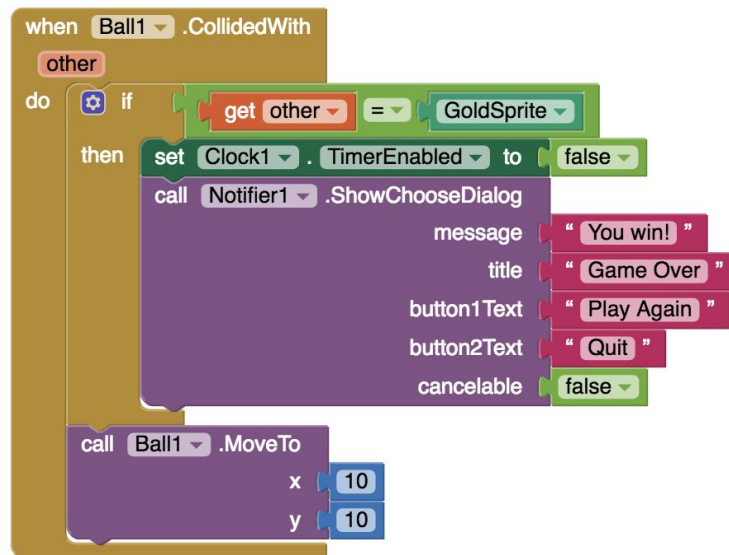 when Ball1 .CollidedWith
other
do if get other = GoldSprite
then set Clock1 . TimerEnabled to false
call Notifier1 .ShowChooseDialog
message " You win! "
title " Game Over "
button1Text " Play Again "
button2Text " Quit "
cancelable false
call Ball1 .MoveTo
x 10
y 10